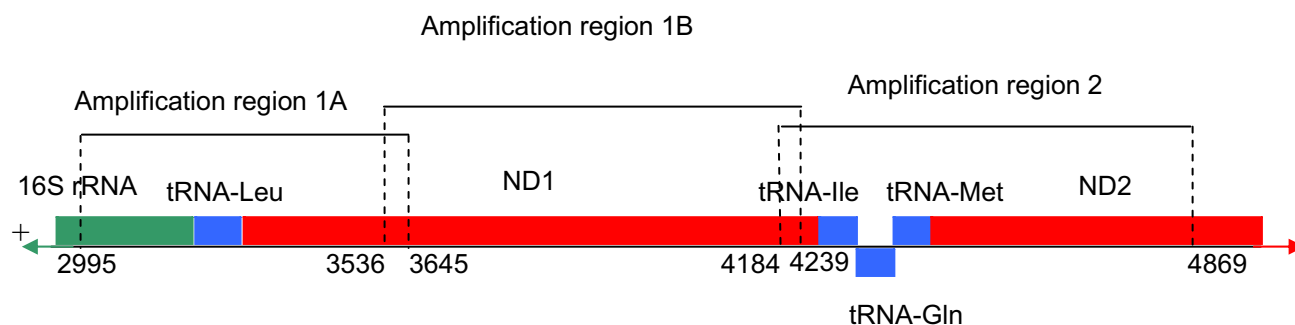 Amplification region 1B
Amplification region 1A
Amplification region 2
16S rRNA
tRNA-Leu
ND1
tRNA-Ile
tRNA-Met
ND2
+
2995
3536
3645
4184
4239
4869
tRNA-Gln